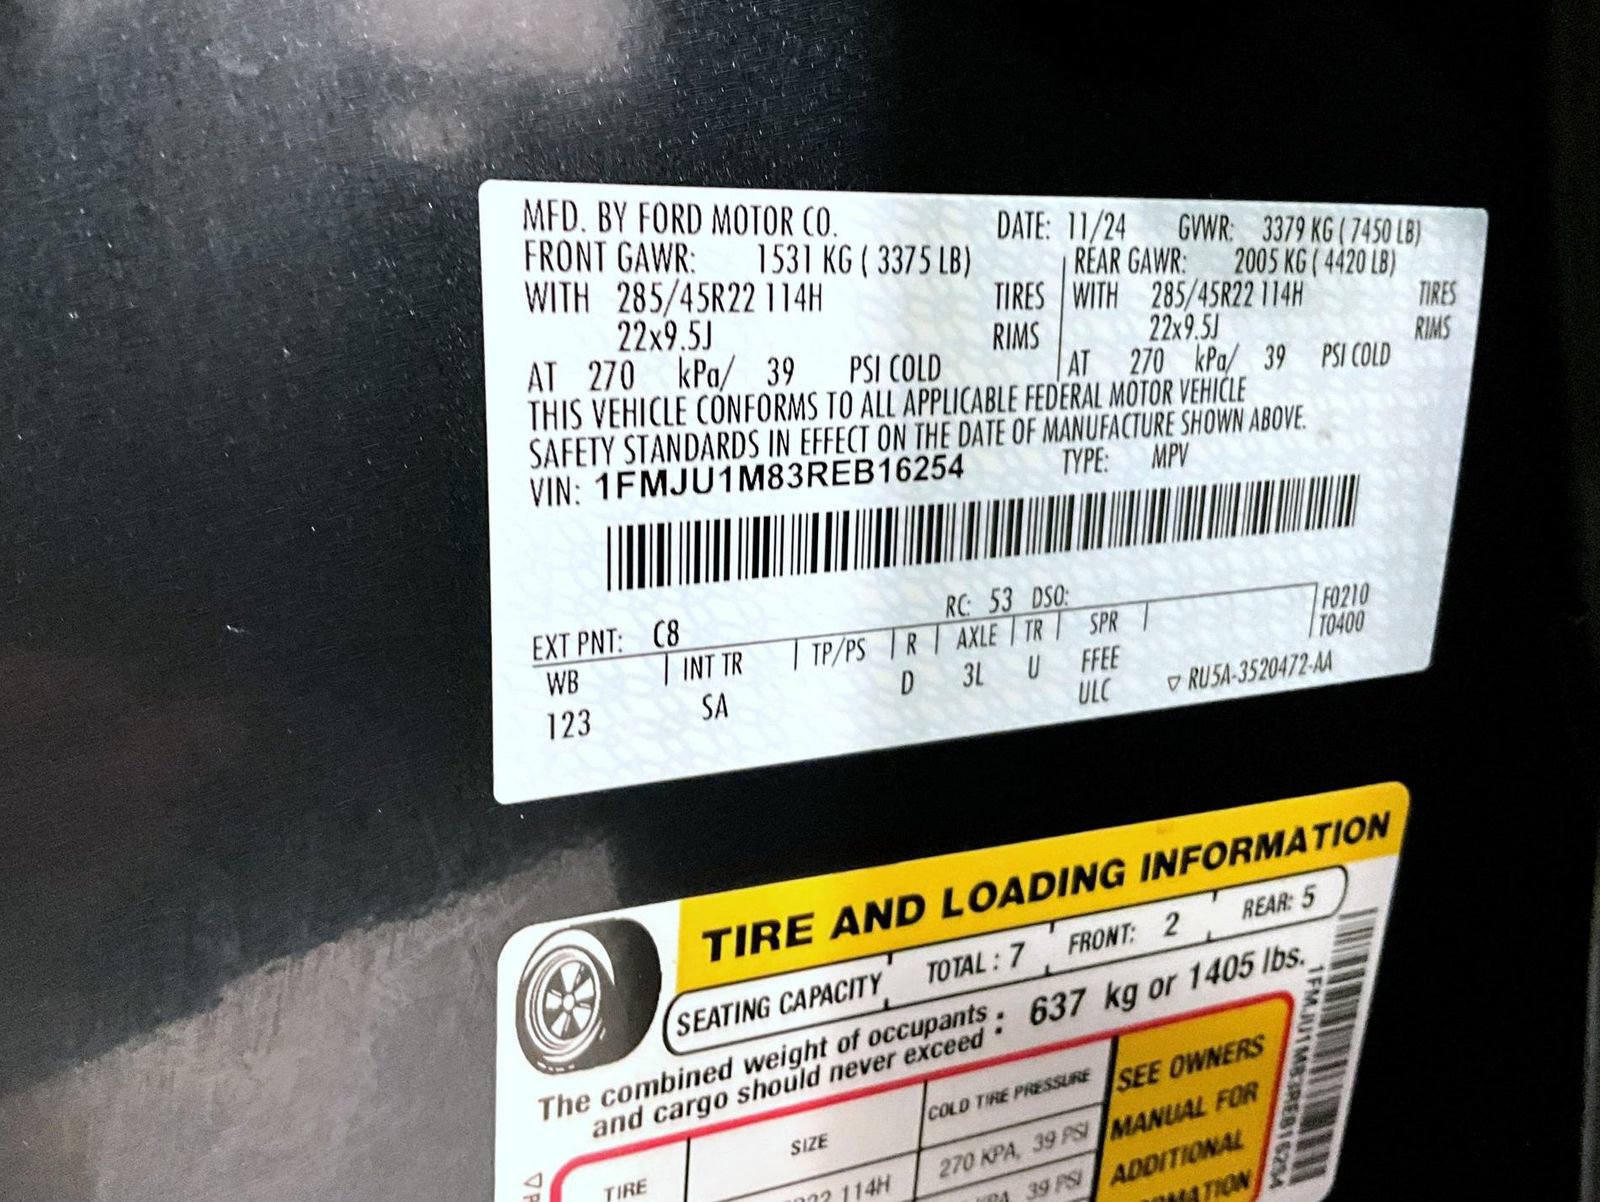 MFD. BY FORD MOTOR CO. DATE: 11/24 GVWR: 3379 KG ( 7450 LB)
FRONT GAWR: 1531 KG ( 3375 LB) REAR GAWR: 2005 KG ( 4420 LB)
WITH 285/45R22 114H TIRES WITH 285/45R22 114H TIRES
22x9.5J RIMS 22x9.5J RIMS
AT 270 kPa/ 39 PSI COLD AT 270 kPa/ 39 PSI COLD
THIS VEHICLE CONFORMS TO ALL APPLICABLE FEDERAL MOTOR VEHICLE
SAFETY STANDARDS IN EFFECT ON THE DATE OF MANUFACTURE SHOWN ABOVE.
VIN: 1FMJU1M83REB16254 TYPE: MPV
EXT PNT: C8 RC: 53 DSO: F0210
WB INT TR TP/PS R AXLE TR SPR T0400
123 SA D 3L U FFEE
ULC ▽ RU5A-3520472-AA
TIRE AND LOADING INFORMATION
SEATING CAPACITY TOTAL : 7 FRONT: 2 REAR: 5
The combined weight of occupants
and cargo should never exceed : 637 kg or 1405 lbs.
TIRE SIZE COLD TIRE PRESSURE
SEE OWNERS
MANUAL FOR
ADDITIONAL
114H 270 KPA, 39 PSI
39 PSI
1FMJU1M83REB16254